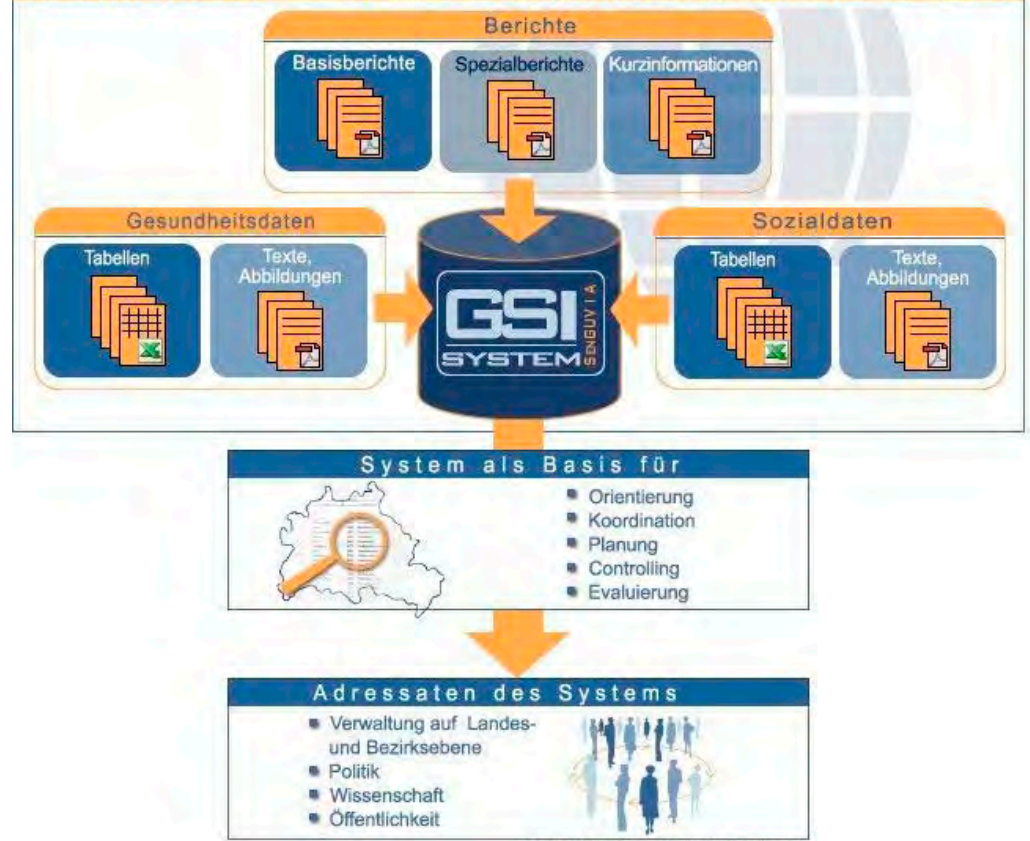 Berichte
Basisberichte
Spezialberichte
Kurzinformationen
Gesundheitsdaten
Tabellen
Texte,
Abbildungen
GSI
SYSTEM
SENGUV I A
Sozialdaten
Tabellen
Texte,
Abbildungen
System als Basis für
Orientierung
Koordination
Planung
Controlling
Evaluierung
Adressaten des Systems
Verwaltung auf Landes-
und Bezirksebene
Politik
Wissenschaft
Öffentlichkeit